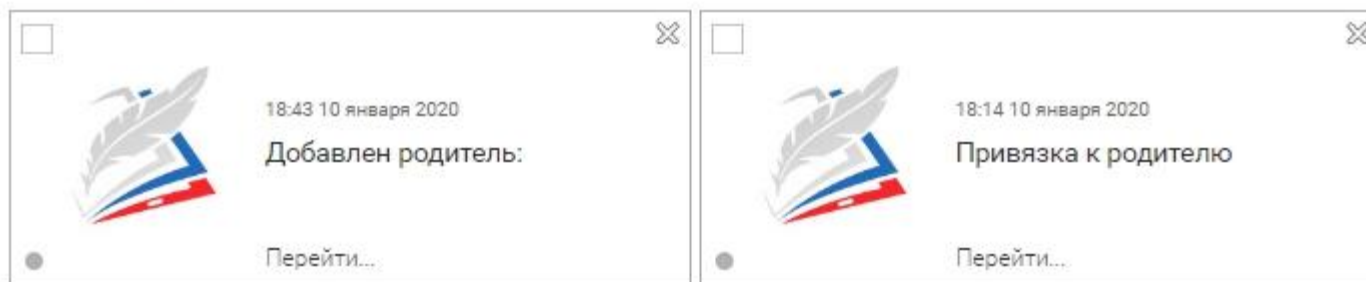 18:43 10 января 2020
Добавлен родитель:
Перейти...
18:14 10 января 2020
Привязка к родителю
Перейти...